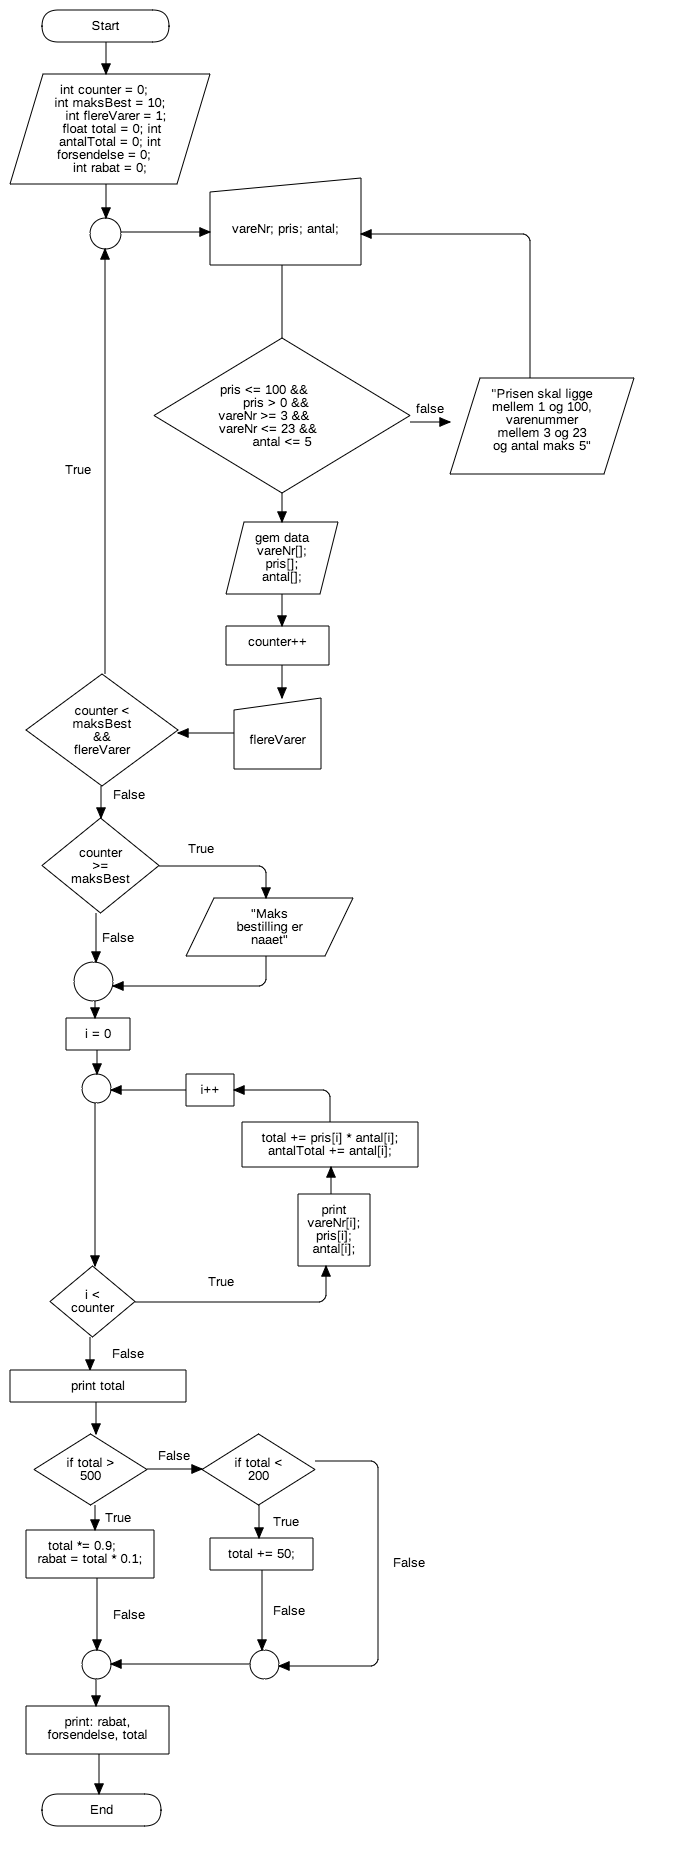 Start
int counter = 0;
int maksBest = 10;
int flereVarer = 1;
float total = 0; int
antalTotal = 0; int
forsendelse = 0;
int rabat = 0;
vareNr; pris; antal;
pris <= 100 &&
pris > 0 &&
vareNr >= 3 &&
vareNr <= 23 &&
antal <= 5
false
"Prisen skal ligge
mellem 1 og 100,
varenummer
mellem 3 og 23
og antal maks 5"
True
gem data
vareNr[];
pris[];
antal[];
counter++
flereVarer
counter <
maksBest
&&
flereVarer
False
counter
>=
maksBest
True
"Maks
bestilling er
naaet"
False
i = 0
i++
total += pris[i] * antal[i];
antalTotal += antal[i];
print
vareNr[i];
pris[i];
antal[i];
True
i <
counter
False
print total
if total >
500
False
if total <
200
True
True
total *= 0.9;
rabat = total * 0.1;
total += 50;
False
False
False
print: rabat,
forsendelse, total
End